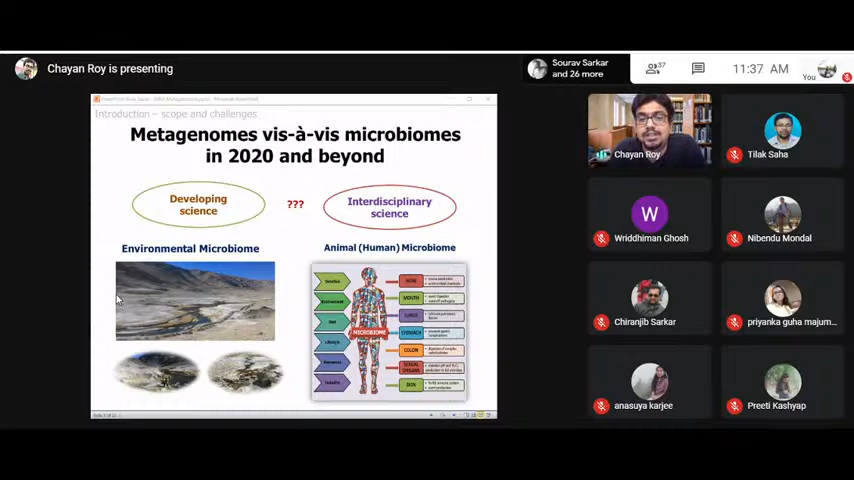 Chayan Roy is presenting
Sourav Sarkar
and 26 more
37
11:37 AM
You
Introduction – scope and challenges
Metagenomes vis-à-vis microbiomes
in 2020 and beyond
Developing
science
???
Interdisciplinary
science
Environmental Microbiome
Animal (Human) Microbiome
MICROBIOME
NOSE
MOUTH
STOMACH
COLON
SKIN
Chayan Roy
Tilak Saha
W
Wriddhiman Ghosh
Nibendu Mondal
Chiranjib Sarkar
priyanka guha majum...
anasuya karjee
Preeti Kashyap